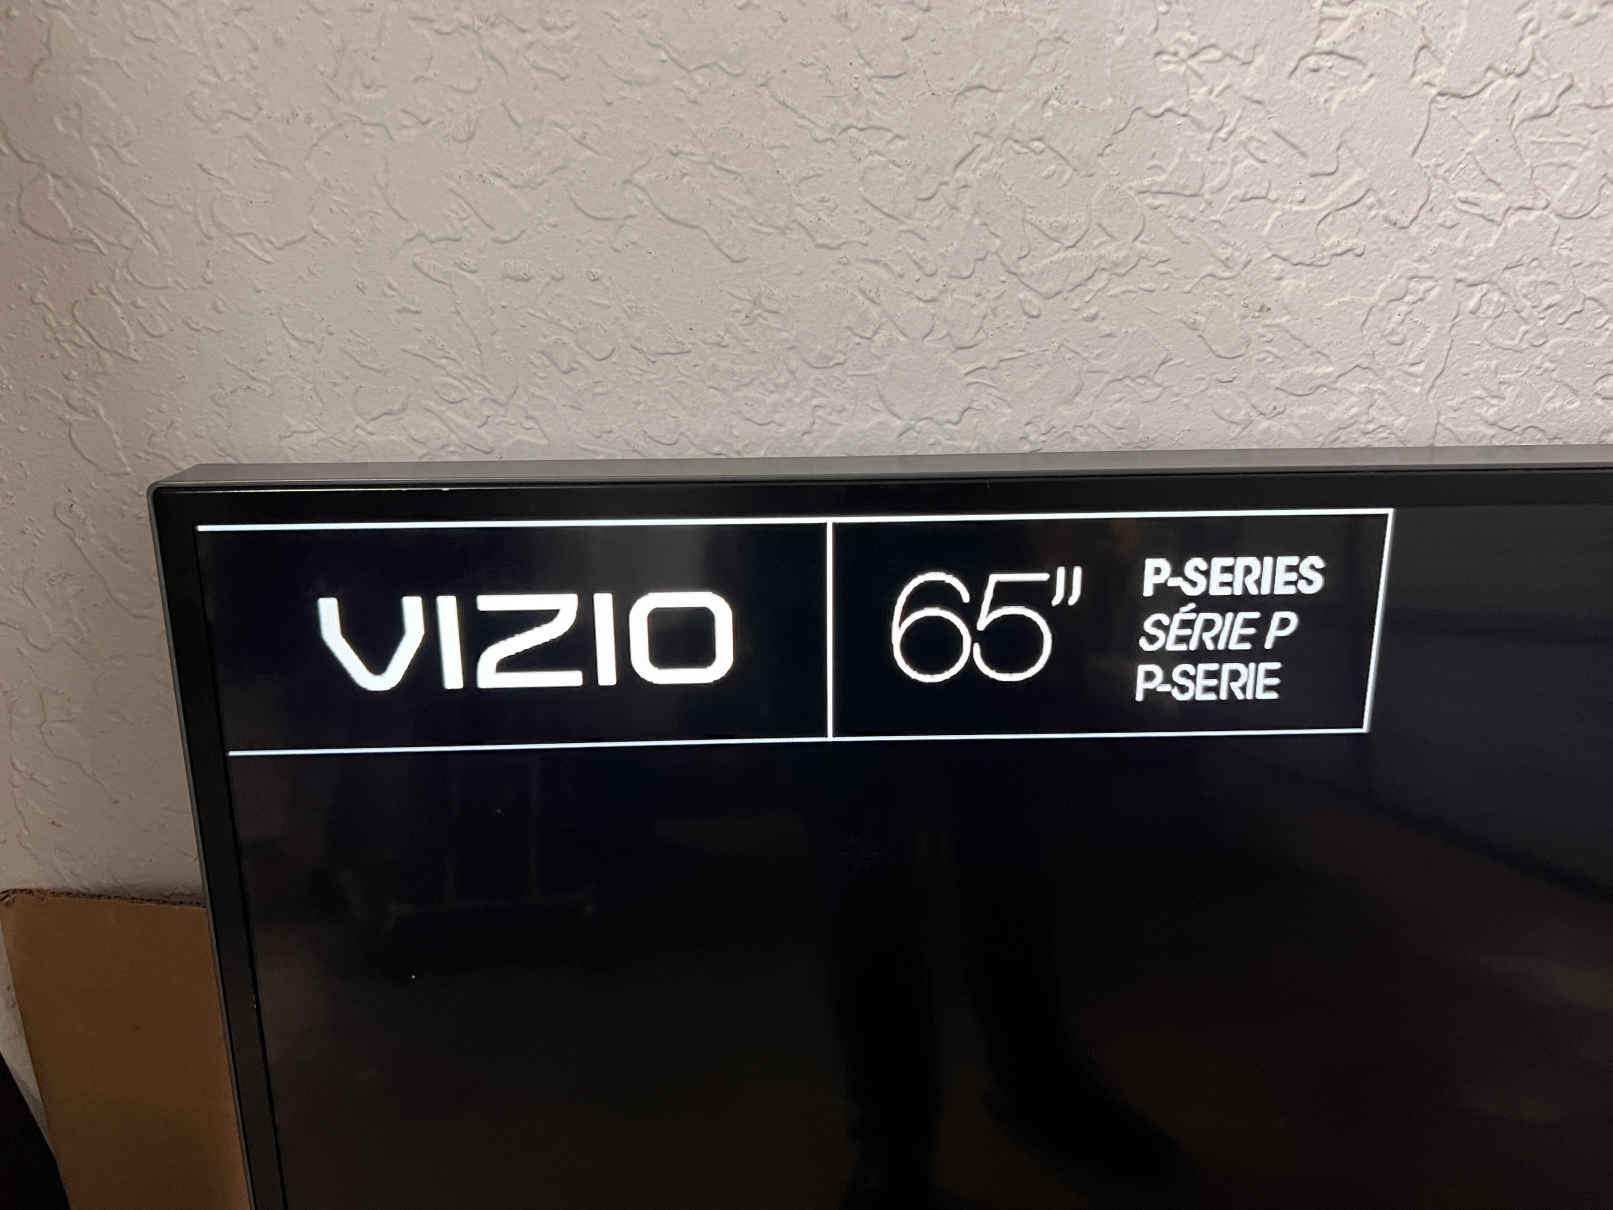 VIZIO
65”
P-SERIES
SÉRIE P
P-SERIE